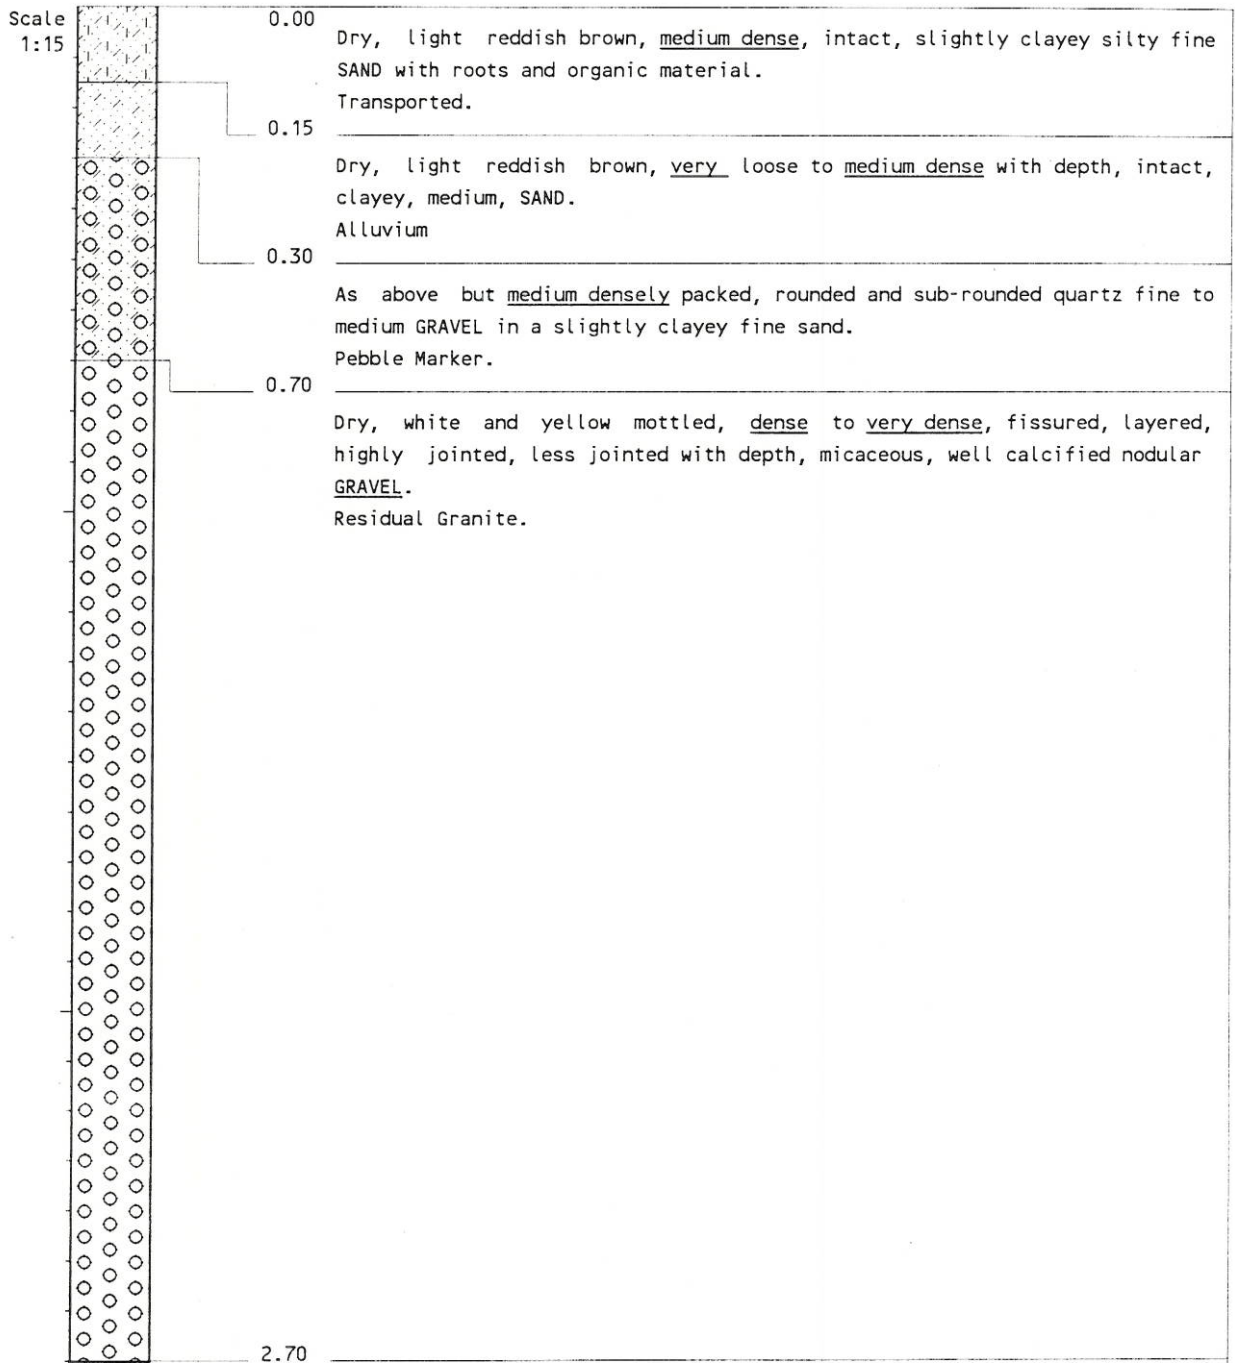 Scale
1:15
0.00
Dry, light reddish brown, medium dense, intact, slightly clayey silty fine
SAND with roots and organic material.
Transported.
0.15
Dry, light reddish brown, very loose to medium dense with depth, intact,
clayey, medium, SAND.
Alluvium
0.30
As above but medium densely packed, rounded and sub-rounded quartz fine to
medium GRAVEL in a slightly clayey fine sand.
Pebble Marker.
0.70
Dry, white and yellow mottled, dense to very dense, fissured, layered,
highly jointed, less jointed with depth, micaceous, well calcified nodular
GRAVEL.
Residual Granite.
2.70